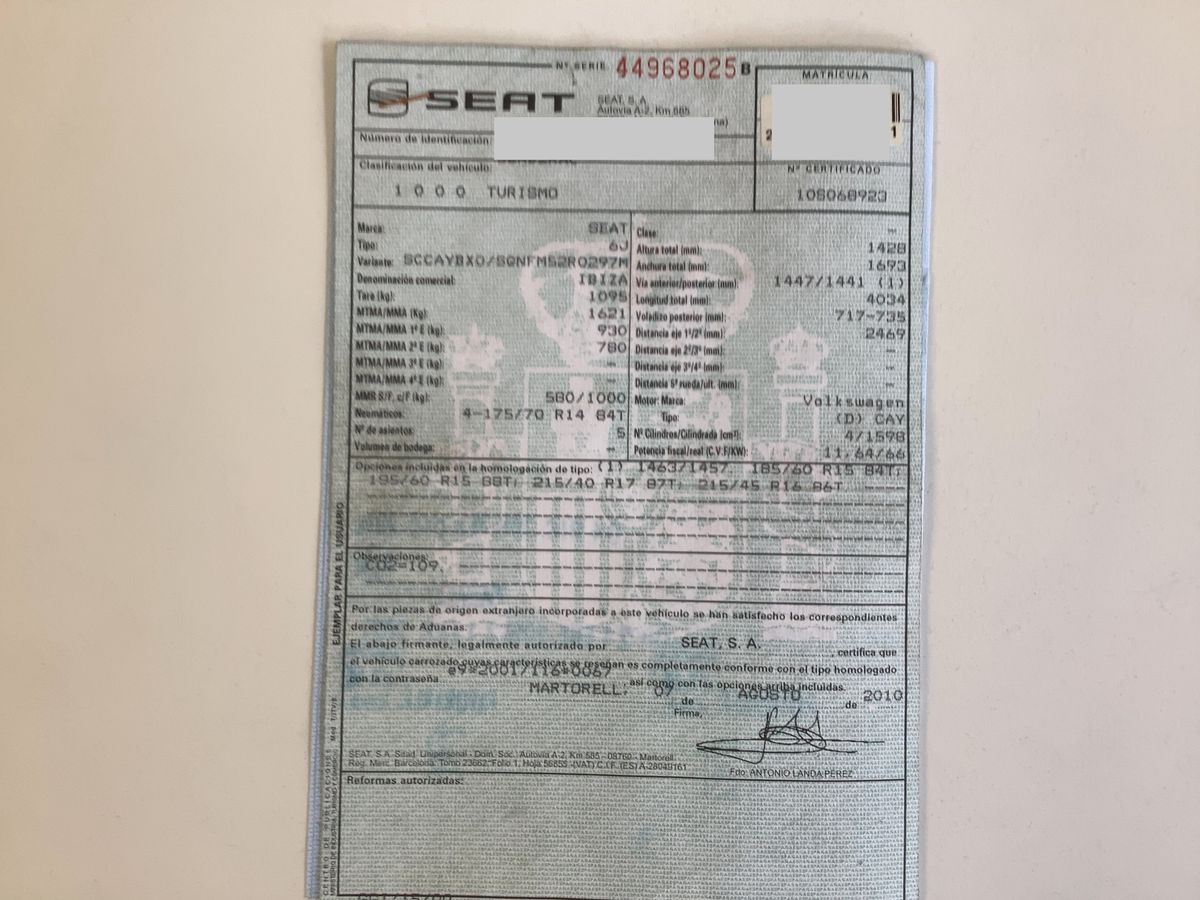 Nº SERIE 44968025 B
SEAT
SEAT, S. A.
Autovía A-2, Km 585
MATRÍCULA
Número de identificación:
Clasificación del vehículo:
1 0 0 0 TURISMO
Nº CERTIFICADO
10S068923
Marca: SEAT
Tipo: 6J
Variante: SCCAYBX0/SGNFM52R0297M
Denominación comercial: IBIZA
Tara (kg): 1095
MTMA/MMA (Kg): 1621
MTMA/MMA 1º E (kg): 930
MTMA/MMA 2º E (kg): 780
MTMA/MMA 3º E (kg): —
MTMA/MMA 4º E (kg): —
MMR S/F, c/F (kg): 580/1000
Neumáticos: 4-175/70 R14 84T
Nº de asientos: 5
Volumen de bodega: —
Clase: —
Altura total (mm): 1428
Anchura total (mm): 1693
Vía anterior/posterior (mm): 1447/1441 (1)
Longitud total (mm): 4034
Voladizo posterior (mm): 717-735
Distancia eje 1º/2º (mm): 2469
Distancia eje 2º/3º (mm): —
Distancia eje 3º/4º (mm): —
Distancia 5ª rueda/ult. (mm): —
Motor: Marca: Volkswagen
Tipo: (D) CAY
Nº Cilindros/Cilindrada (cm³): 4/1598
Potencia fiscal/real (C.V.F/KW): 11,64/66
Opciones incluidas en la homologación de tipo: (1) 1463/1457. 185/60 R15 84T;
195/60 R15 88T; 215/40 R17 87T; 215/45 R16 86T
Observaciones:
CO2=109.
Por las piezas de origen extranjero incorporadas a este vehículo se han satisfecho los correspondientes
derechos de Aduanas.
El abajo firmante, legalmente autorizado por SEAT, S. A. , certifica que
el vehículo carrozado cuyas características se reseñan es completamente conforme con el tipo homologado
con la contraseña e9*2001/116*0067 , así como con las opciones arriba incluidas.
MARTORELL, 09 de AGOSTO de 2010
Firma,
SEAT, S.A. Sdad. Unipersonal - Dom. Soc.: Autovía A-2, Km 585 - 08760 - Martorell
Reg. Merc. Barcelona, Tomo 23662, Folio 1, Hoja 56855 -(VAT) C.I.F. (ES) A-28049161
Fdo: ANTONIO LANDA PÉREZ
Reformas autorizadas:
EJEMPLAR PARA EL USUARIO